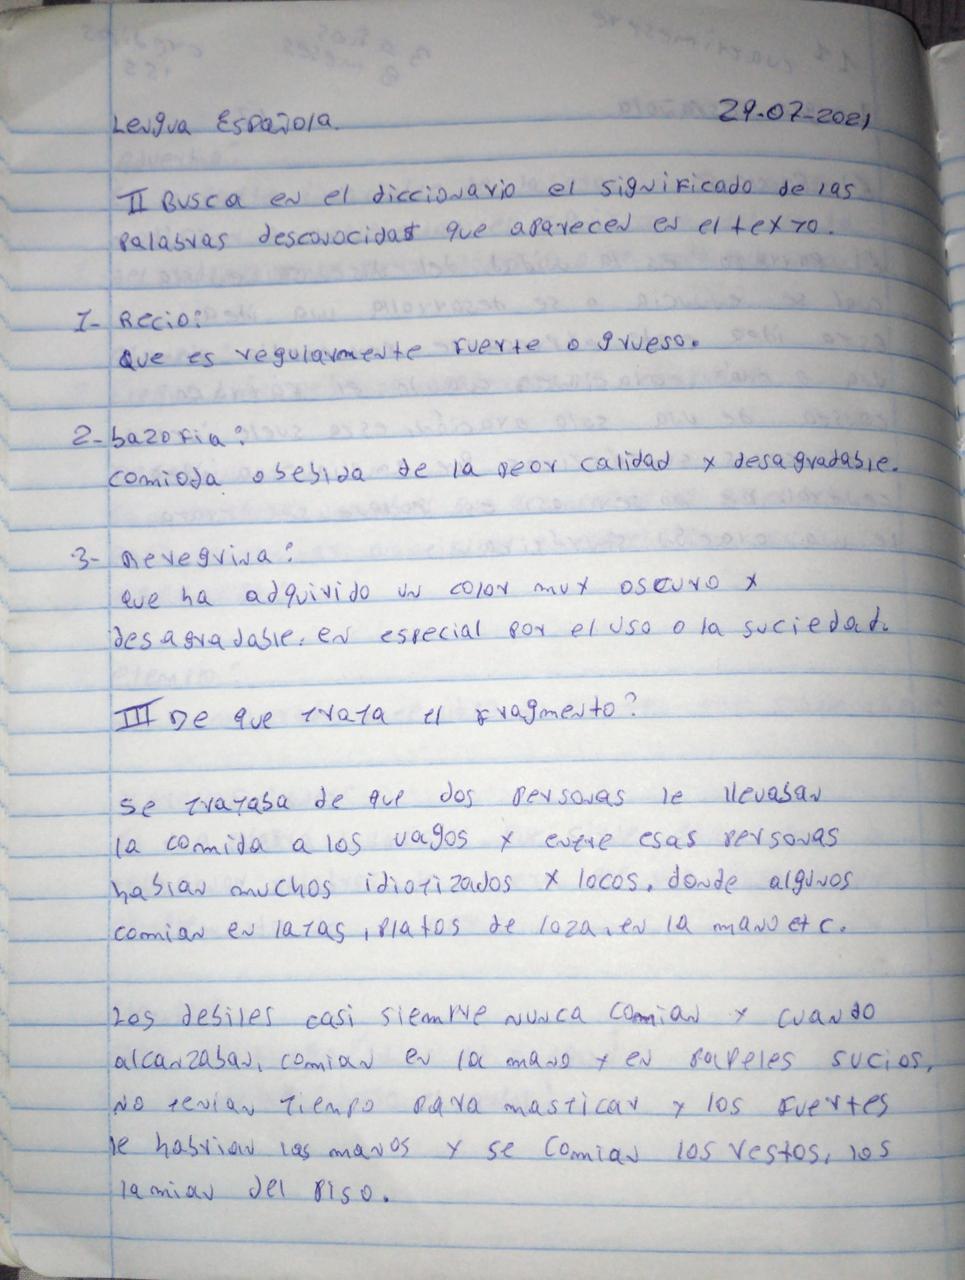 Lengua Española.
29-07-2021
II Busca en el diccionario el significado de las
palabras desconocidas que aparecen en el texto.
1- Recio:
que es regularmente fuerte o grueso.
2- bazofia:
comioda o bebida de la peor calidad y desagradable.
3- Peregrina:
que ha adquirido un color muy oscuro y
desagradable. en especial por el uso o la suciedad.
III De que trata el fragmento?
se trataba de que dos personas le llevaban
la comida a los vagos y entre esas personas
habian muchos idiotizados y locos, donde algunos
comian en latas, platos de loza, en la mano etc.
Los debiles casi siempre nunca comian y cuando
alcanzaban, comian en la mano y en papeles sucios,
no tenian tiempo para masticar y los fuertes
le habrian las manos y se comian los restos, los
lamian del piso.